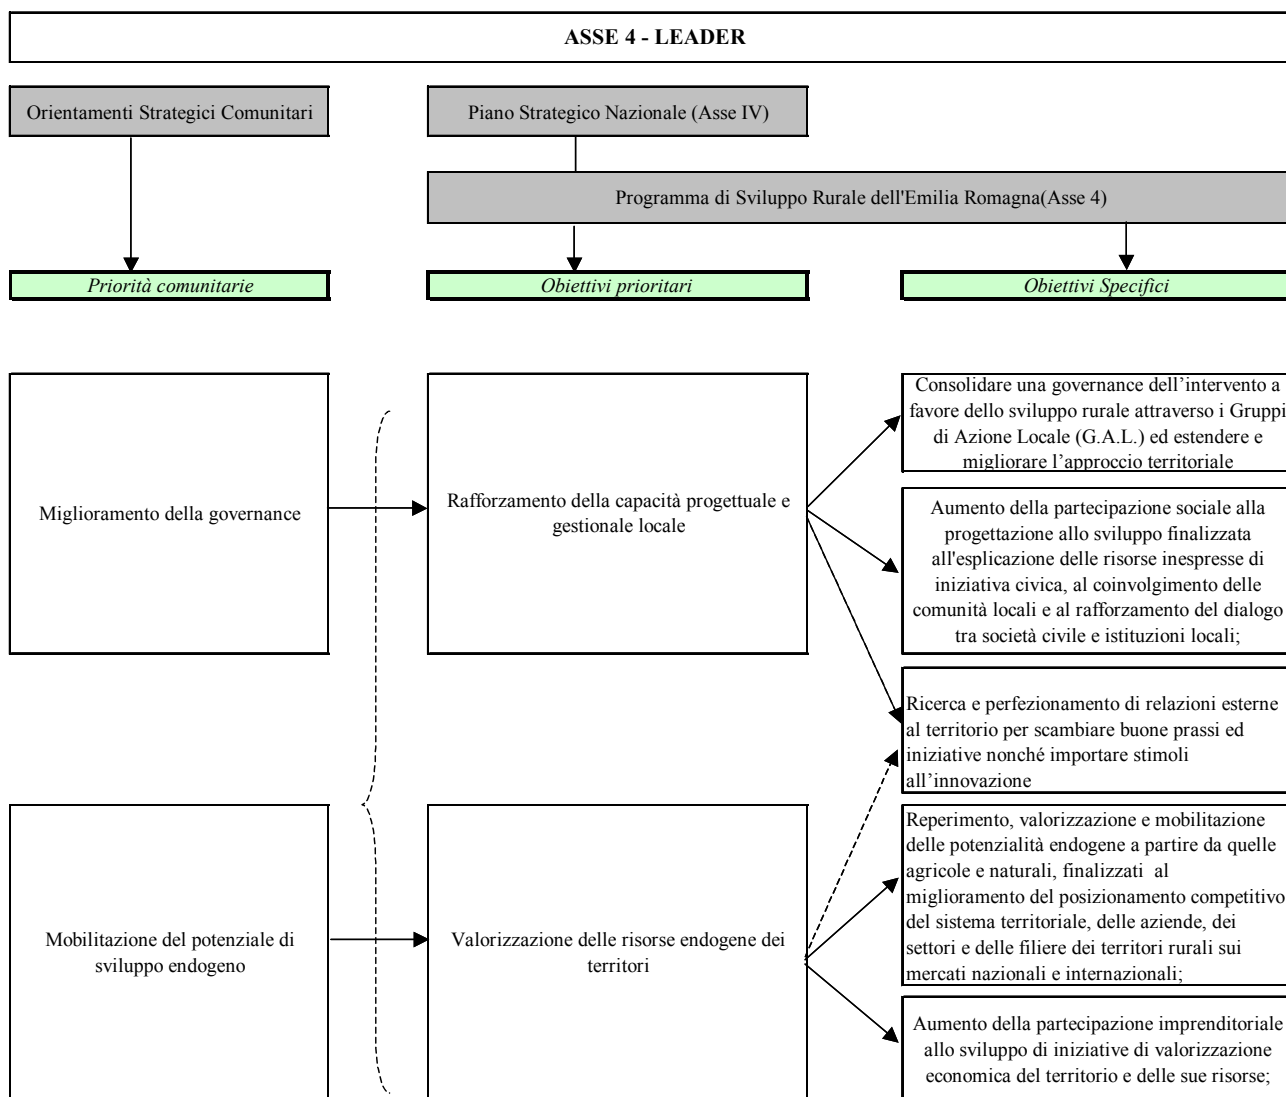 ASSE 4 - LEADER
Orientamenti Strategici Comunitari
Piano Strategico Nazionale (Asse IV)
Programma di Sviluppo Rurale dell'Emilia Romagna(Asse 4)
Priorità comunitarie
Obiettivi prioritari
Obiettivi Specifici
Miglioramento della governance
Rafforzamento della capacità progettuale e
gestionale locale
Consolidare una governance dell’intervento a
favore dello sviluppo rurale attraverso i Gruppi
di Azione Locale (G.A.L.) ed estendere e
migliorare l’approccio territoriale
Aumento della partecipazione sociale alla
progettazione allo sviluppo finalizzata
all'esplicazione delle risorse inespresse di
iniziativa civica, al coinvolgimento delle
comunità locali e al rafforzamento del dialogo
tra società civile e istituzioni locali;
Ricerca e perfezionamento di relazioni esterne
al territorio per scambiare buone prassi ed
iniziative nonché importare stimoli
all’innovazione
Mobilitazione del potenziale di
sviluppo endogeno
Valorizzazione delle risorse endogene dei
territori
Reperimento, valorizzazione e mobilitazione
delle potenzialità endogene a partire da quelle
agricole e naturali, finalizzati al
miglioramento del posizionamento competitivo
del sistema territoriale, delle aziende, dei
settori e delle filiere dei territori rurali sui
mercati nazionali e internazionali;
Aumento della partecipazione imprenditoriale
allo sviluppo di iniziative di valorizzazione
economica del territorio e delle sue risorse;